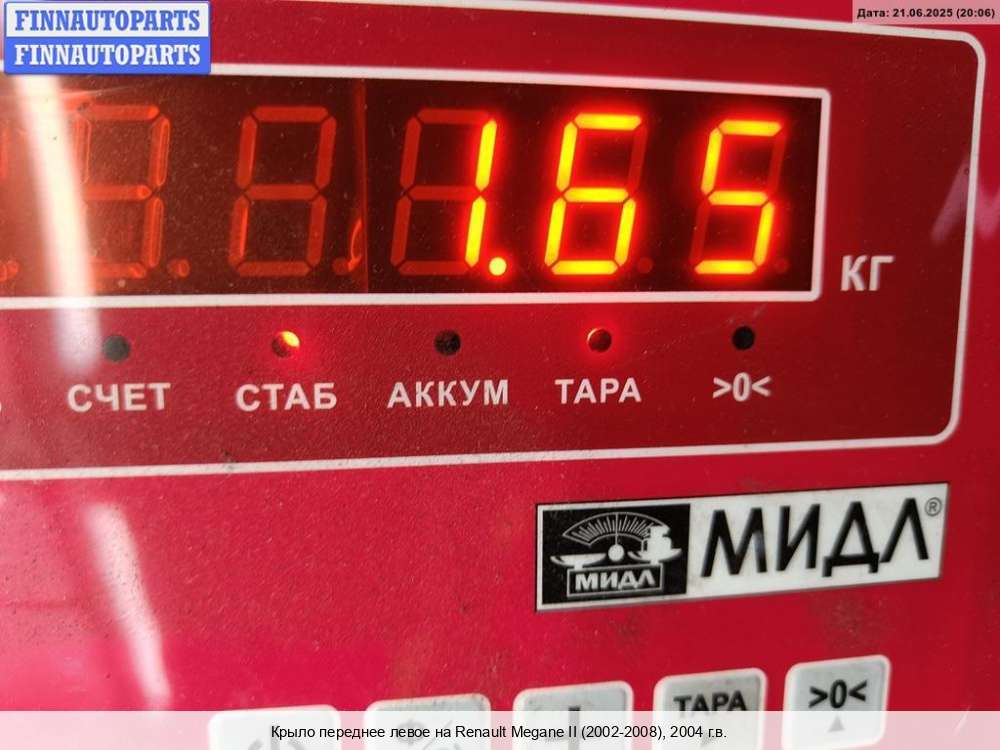 FINNAUTOPARTS
FINNAUTOPARTS
Дата: 21.06.2025 (20:06)
1.65
КГ
СЧЕТ СТАБ АККУМ ТАРА >0<
МИДЛ МИДЛ®
ТАРА >0<
Крыло переднее левое на Renault Megane II (2002-2008), 2004 г.в.